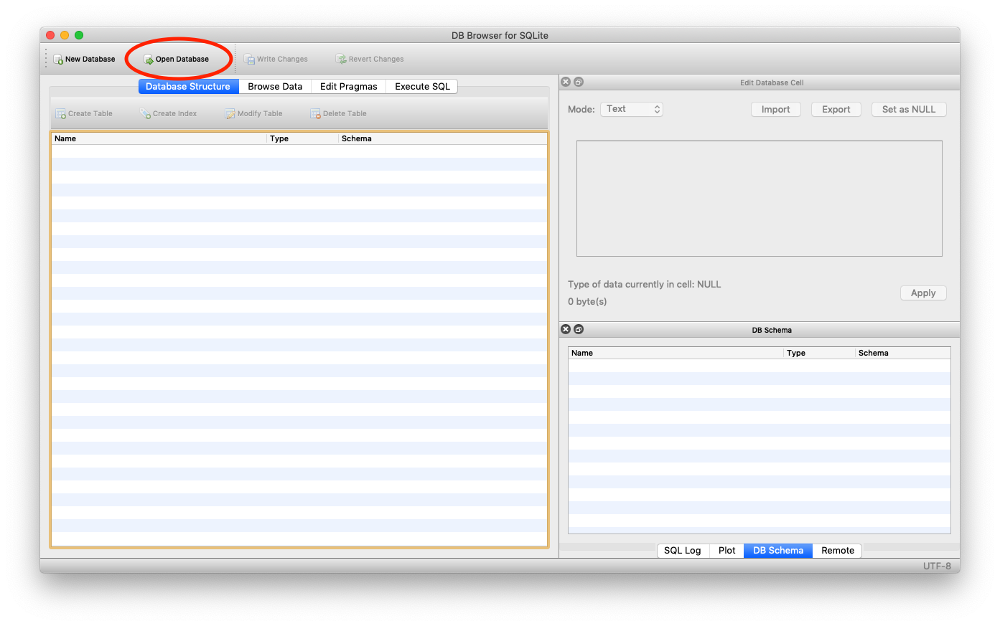 DB Browser for SQLite
New Database Open Database Write Changes Revert Changes
Database Structure Browse Data Edit Pragmas Execute SQL
Create Table Create Index Modify Table Delete Table
Name Type Schema
Edit Database Cell
Mode: Text Import Export Set as NULL
Type of data currently in cell: NULL
0 byte(s)
Apply
DB Schema
Name Type Schema
SQL Log Plot DB Schema Remote
UTF-8